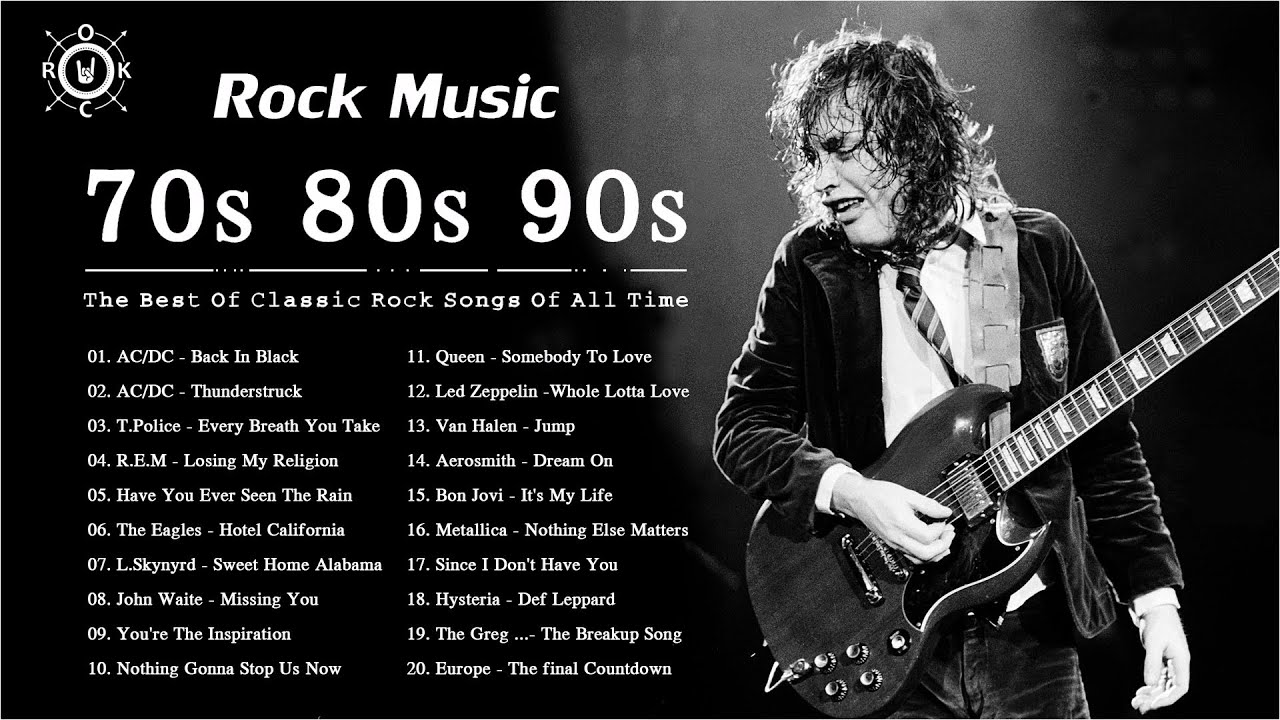 O
R K
C
Rock Music
70s 80s 90s
The Best Of Classic Rock Songs Of All Time
01. AC/DC - Back In Black
02. AC/DC - Thunderstruck
03. T.Police - Every Breath You Take
04. R.E.M - Losing My Religion
05. Have You Ever Seen The Rain
06. The Eagles - Hotel California
07. L.Skynyrd - Sweet Home Alabama
08. John Waite - Missing You
09. You're The Inspiration
10. Nothing Gonna Stop Us Now
11. Queen - Somebody To Love
12. Led Zeppelin -Whole Lotta Love
13. Van Halen - Jump
14. Aerosmith - Dream On
15. Bon Jovi - It's My Life
16. Metallica - Nothing Else Matters
17. Since I Don't Have You
18. Hysteria - Def Leppard
19. The Greg ...- The Breakup Song
20. Europe - The final Countdown